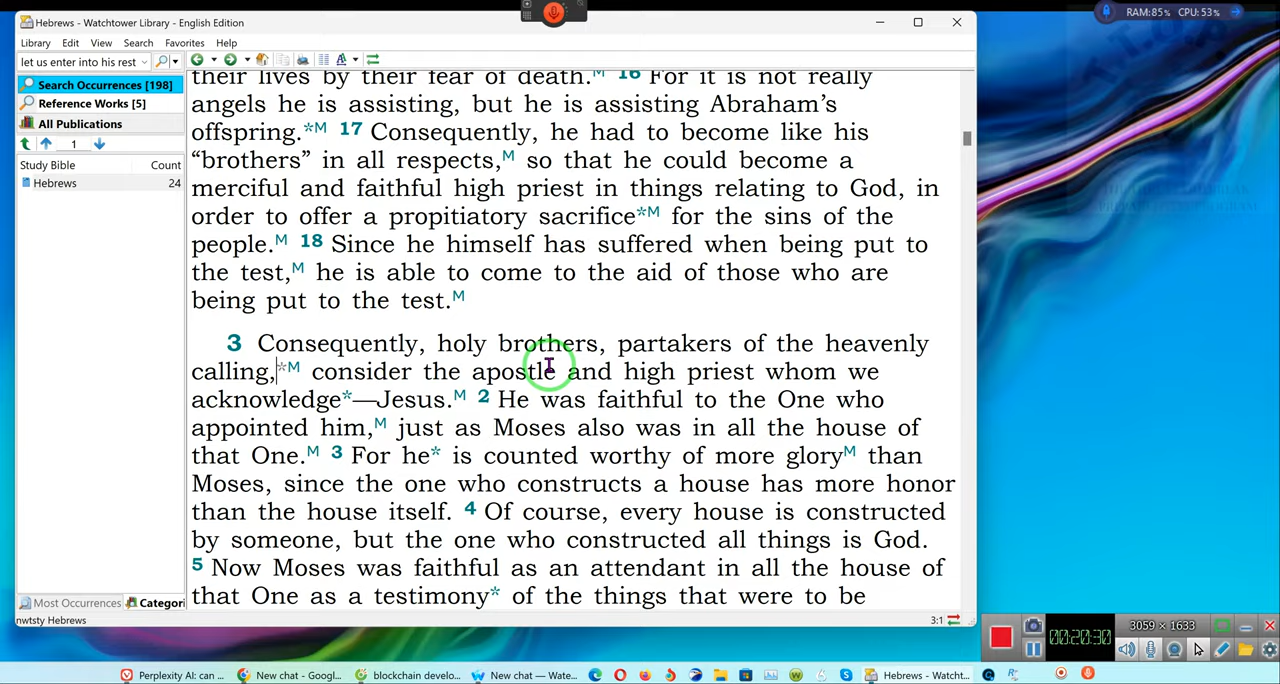 Hebrews - Watchtower Library - English Edition
RAM:85% CPU:53%
Library Edit View Search Favorites Help
let us enter into his rest
Search Occurrences [198]
Reference Works [5]
All Publications
1
Study Bible Count
Hebrews 24
their lives by their fear of death.M 16 For it is not really
angels he is assisting, but he is assisting Abraham's
offspring.*M 17 Consequently, he had to become like his
“brothers” in all respects,M so that he could become a
merciful and faithful high priest in things relating to God, in
order to offer a propitiatory sacrifice*M for the sins of the
people.M 18 Since he himself has suffered when being put to
the test,M he is able to come to the aid of those who are
being put to the test.M
3 Consequently, holy brothers, partakers of the heavenly
calling,*M consider the apostle and high priest whom we
acknowledge*—Jesus.M 2 He was faithful to the One who
appointed him,M just as Moses also was in all the house of
that One.M 3 For he* is counted worthy of more gloryM than
Moses, since the one who constructs a house has more honor
than the house itself. 4 Of course, every house is constructed
by someone, but the one who constructed all things is God.
5 Now Moses was faithful as an attendant in all the house of
that One as a testimony* of the things that were to be
Most Occurrences Categori
nwtsty Hebrews
3:1
3059 × 1633
00:20:30
Perplexity AI: can ... New chat - Googl... blockchain develo... New chat — Wate... Hebrews - Watcht...